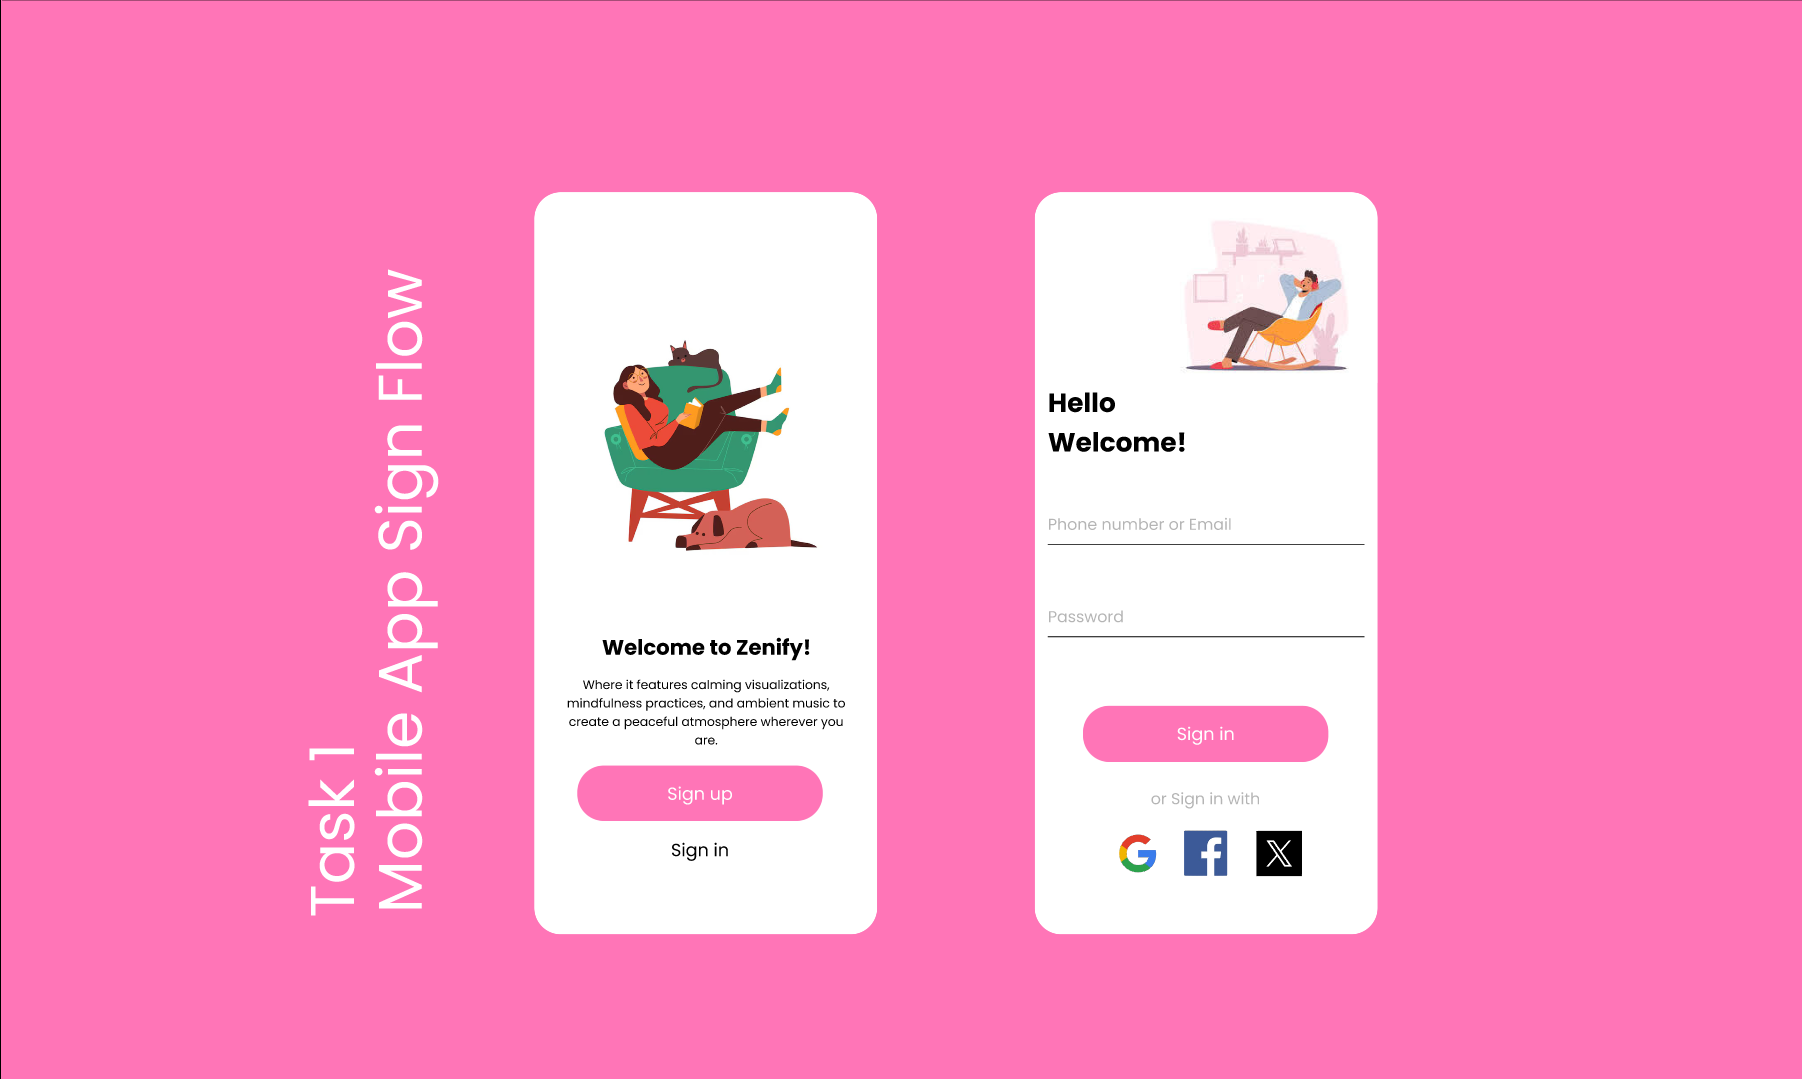 Task 1
Mobile App Sign Flow
Welcome to Zenify!
Where it features calming visualizations,
mindfulness practices, and ambient music to
create a peaceful atmosphere wherever you
are.
Sign up
Sign in
Hello
Welcome!
Phone number or Email
Password
Sign in
or Sign in with